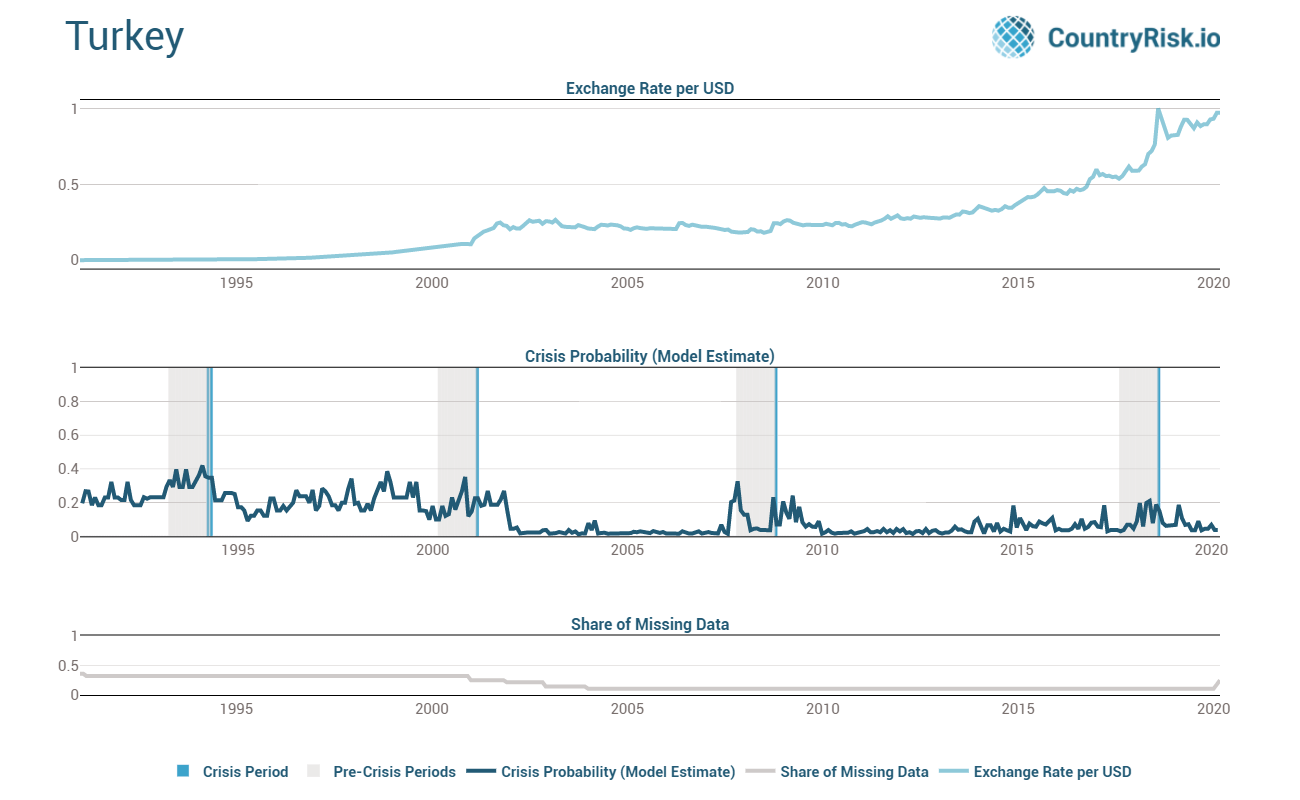 Turkey
CountryRisk.io
Exchange Rate per USD
1
0.5
0
1995 2000 2005 2010 2015 2020
Crisis Probability (Model Estimate)
1
0.8
0.6
0.4
0.2
0
1995 2000 2005 2010 2015 2020
Share of Missing Data
1
0.5
0
1995 2000 2005 2010 2015 2020
Crisis Period Pre-Crisis Periods Crisis Probability (Model Estimate) Share of Missing Data Exchange Rate per USD